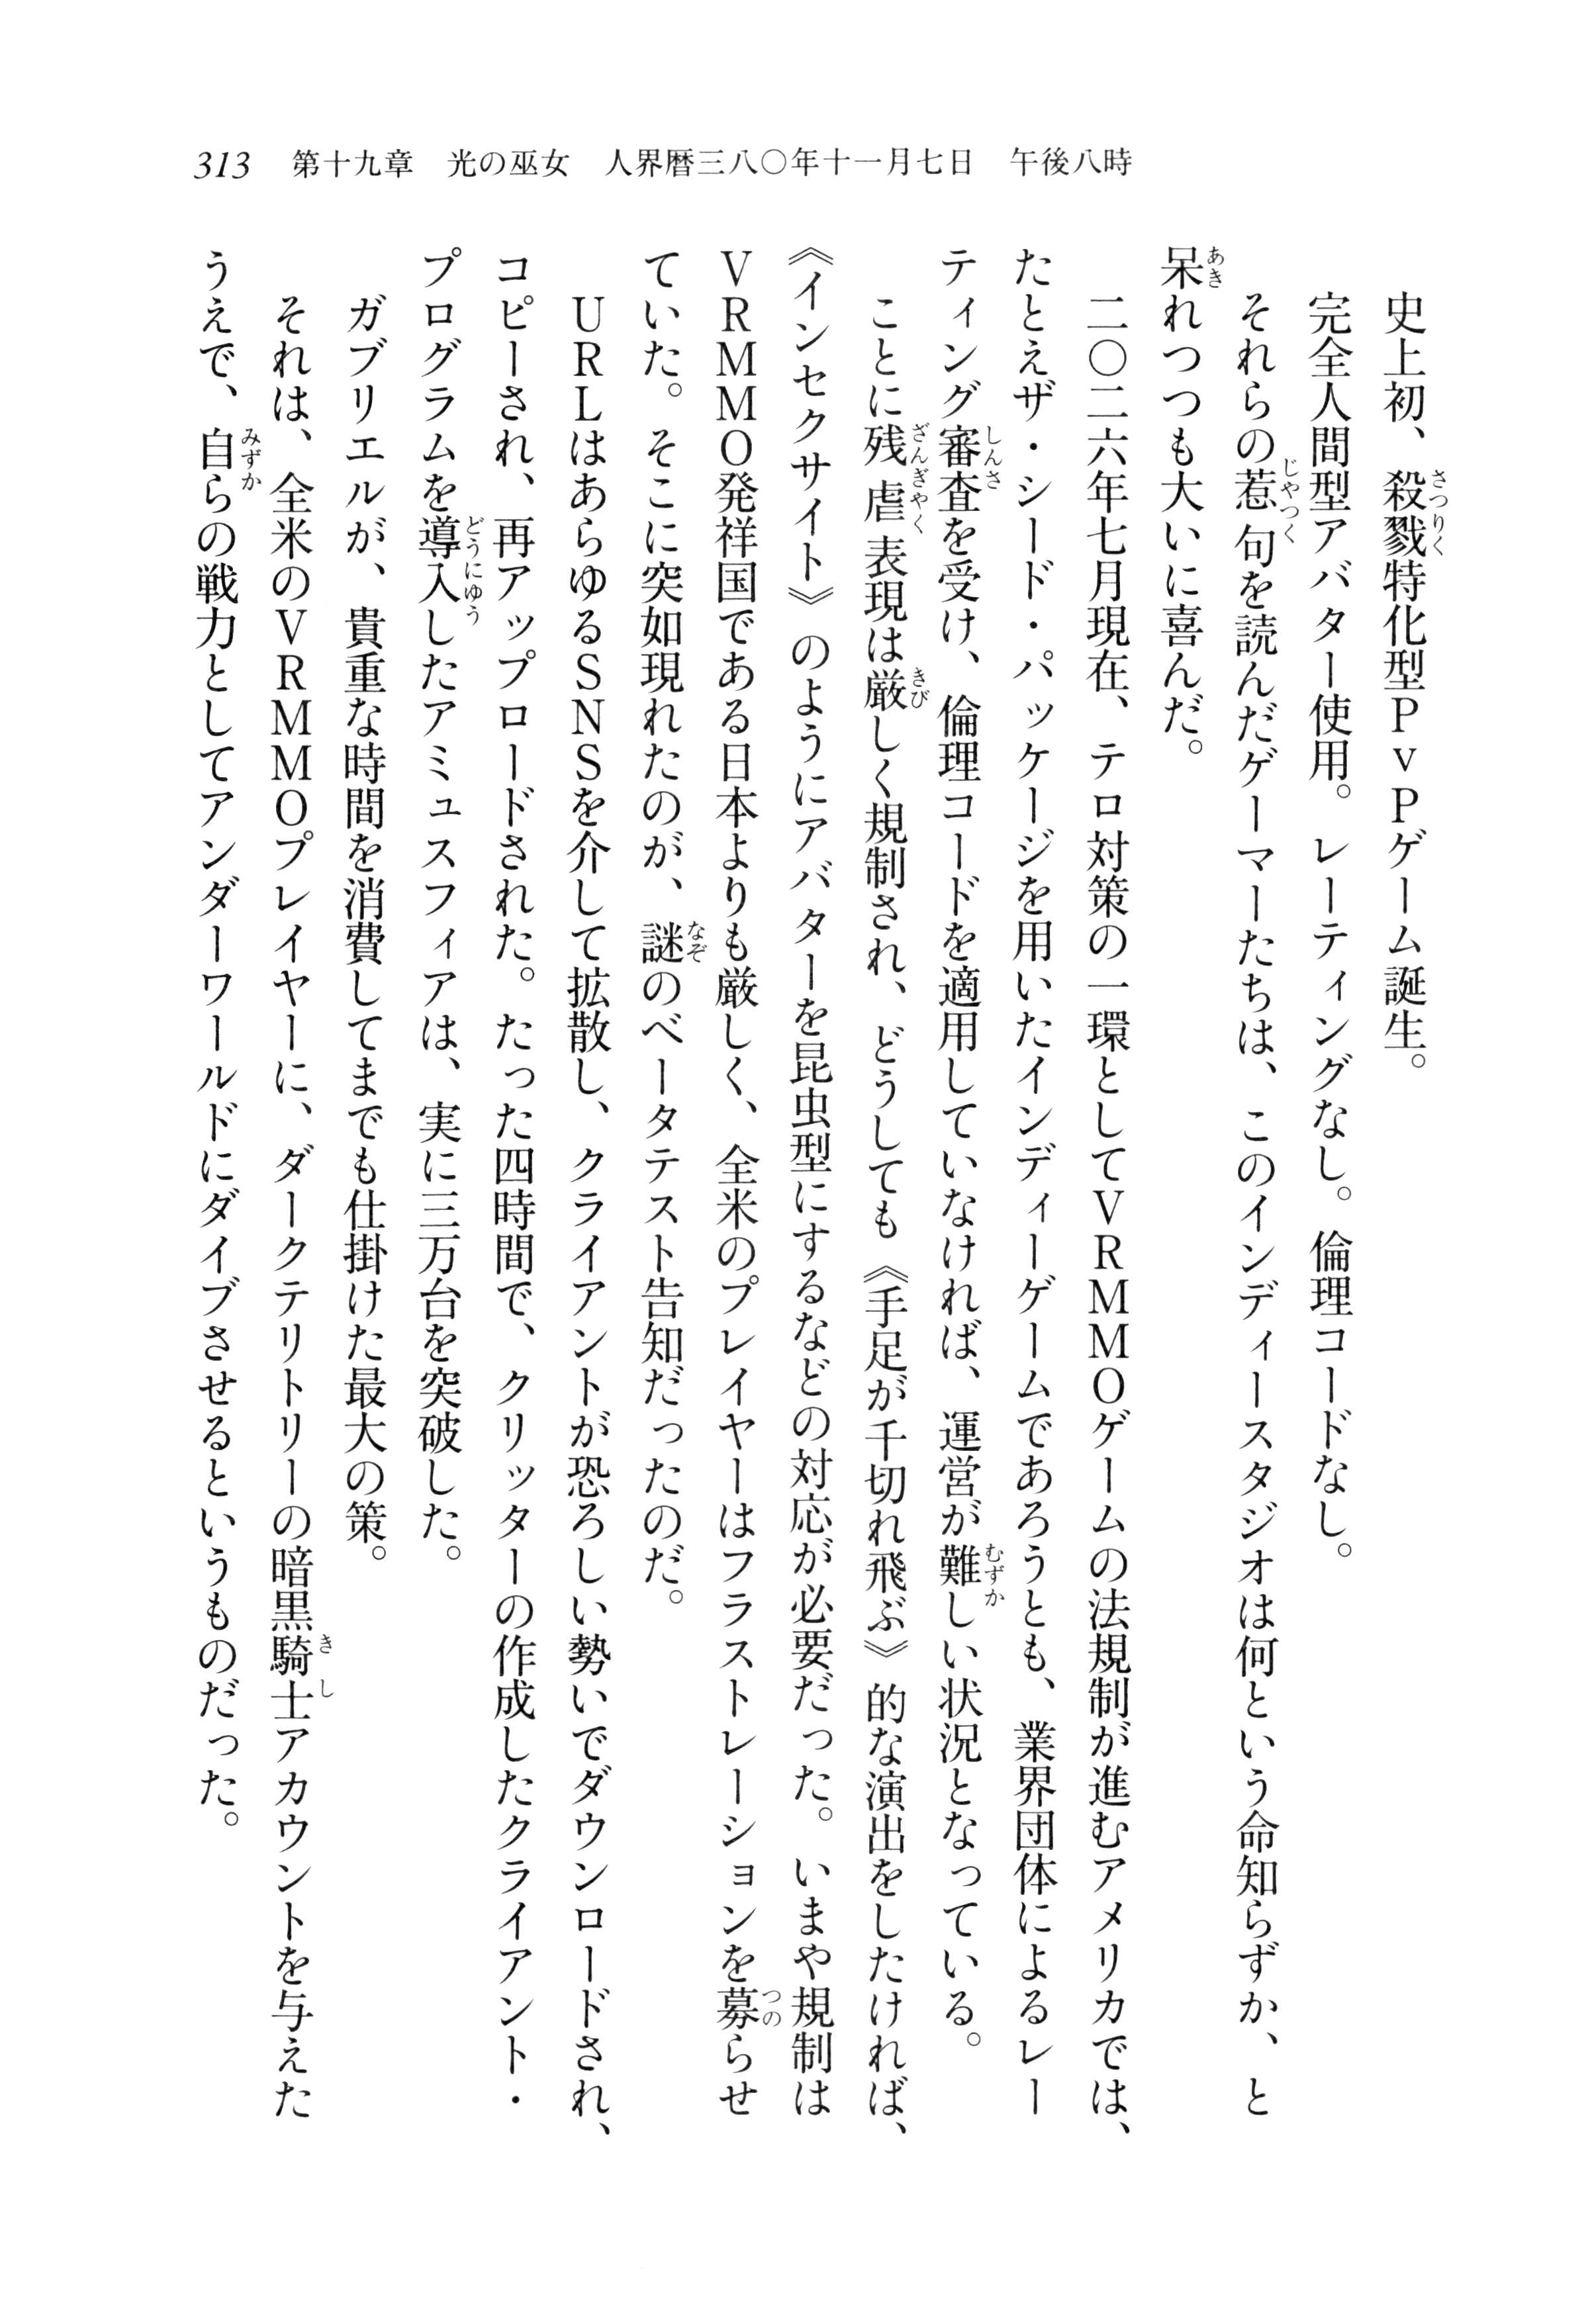 313　第十九章　光の巫女　人界暦三八〇年十一月七日　午後八時
史上初、殺戮特化型ＰｖＰゲーム誕生。
完全人間型アバター使用。レーティングなし。倫理コードなし。
それらの惹句を読んだゲーマーたちは、このインディースタジオは何という命知らずか、と
呆れつつも大いに喜んだ。
二〇二六年七月現在、テロ対策の一環としてＶＲＭＭＯゲームの法規制が進むアメリカでは、
たとえザ・シード・パッケージを用いたインディーゲームであろうとも、業界団体によるレー
ティング審査を受け、倫理コードを適用していなければ、運営が難しい状況となっている。
ことに残虐表現は厳しく規制され、どうしても《手足が千切れ飛ぶ》的な演出をしたければ、
《インセクサイト》のようにアバターを昆虫型にするなどの対応が必要だった。いまや規制は
ＶＲＭＭＯ発祥国である日本よりも厳しく、全米のプレイヤーはフラストレーションを募らせ
ていた。そこに突如現れたのが、謎のベータテスト告知だったのだ。
ＵＲＬはあらゆるＳＮＳを介して拡散し、クライアントが恐ろしい勢いでダウンロードされ、
コピーされ、再アップロードされた。たった四時間で、クリッターの作成したクライアント・
プログラムを導入したアミュスフィアは、実に三万台を突破した。
ガブリエルが、貴重な時間を消費してまでも仕掛けた最大の策。
それは、全米のＶＲＭＭＯプレイヤーに、ダークテリトリーの暗黒騎士アカウントを与えた
うえで、自らの戦力としてアンダーワールドにダイブさせるというものだった。